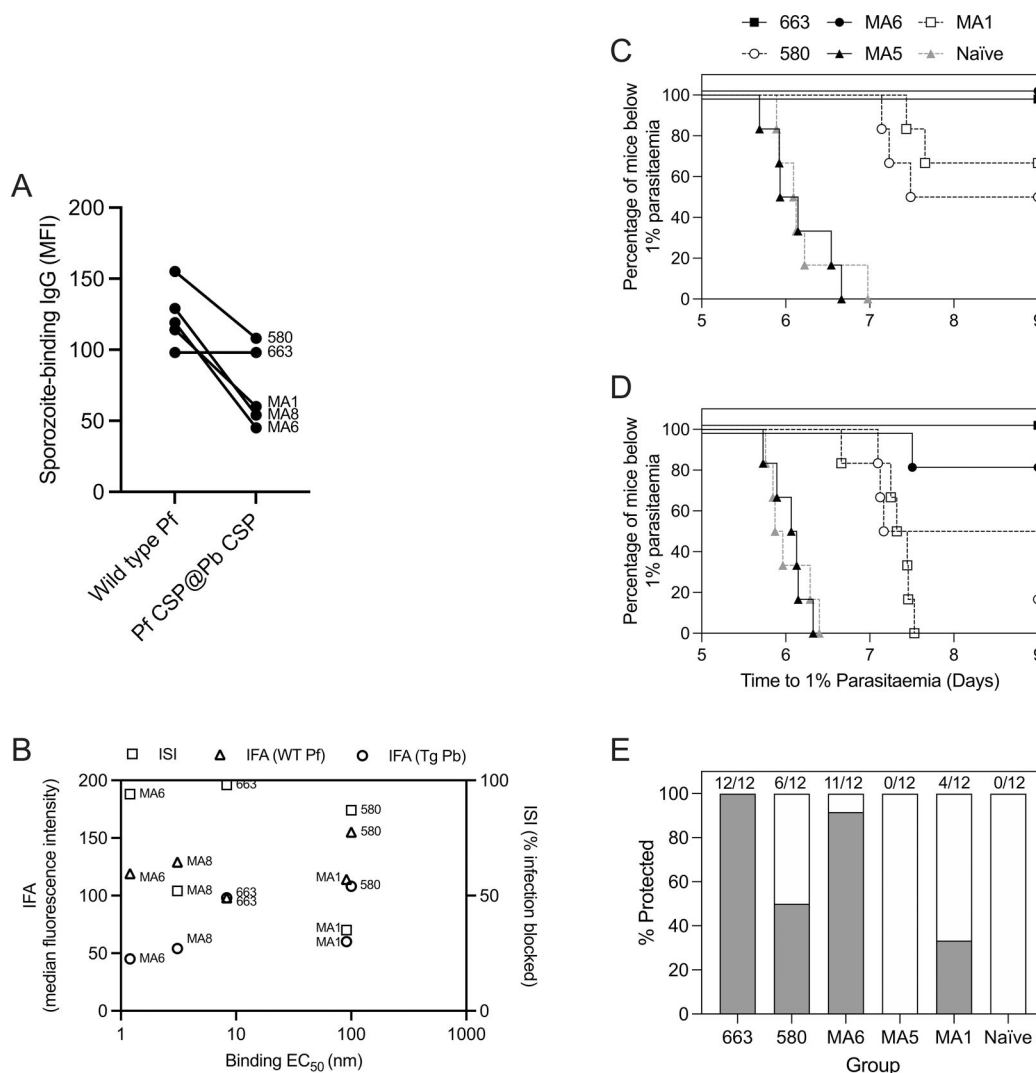 A
Sporozoite-binding IgG (MFI)
200
150
100
50
0
580
663
MA1
MA8
MA6
Wild type Pf
Pf CSP@Pb CSP
B
ISI
IFA (WT Pf)
IFA (Tg Pb)
IFA
(median fluorescence intensity)
200
150
100
50
0
MA6
663
580
580
MA6
MA8
MA8
663
663
MA1
580
MA1
MA1
MA8
MA6
100
50
0
ISI
(% infection blocked)
1
10
100
1000
Binding EC50 (nm)
663
MA6
MA1
580
MA5
Naïve
C
Percentage of mice below
1% parasitaemia
100
80
60
40
20
0
5
6
7
8
9
D
Percentage of mice below
1% parasitaemia
100
80
60
40
20
0
5
6
7
8
9
Time to 1% Parasitaemia (Days)
E
% Protected
100
80
60
40
20
0
12/12
6/12
11/12
0/12
4/12
0/12
663
580
MA6
MA5
MA1
Naïve
Group